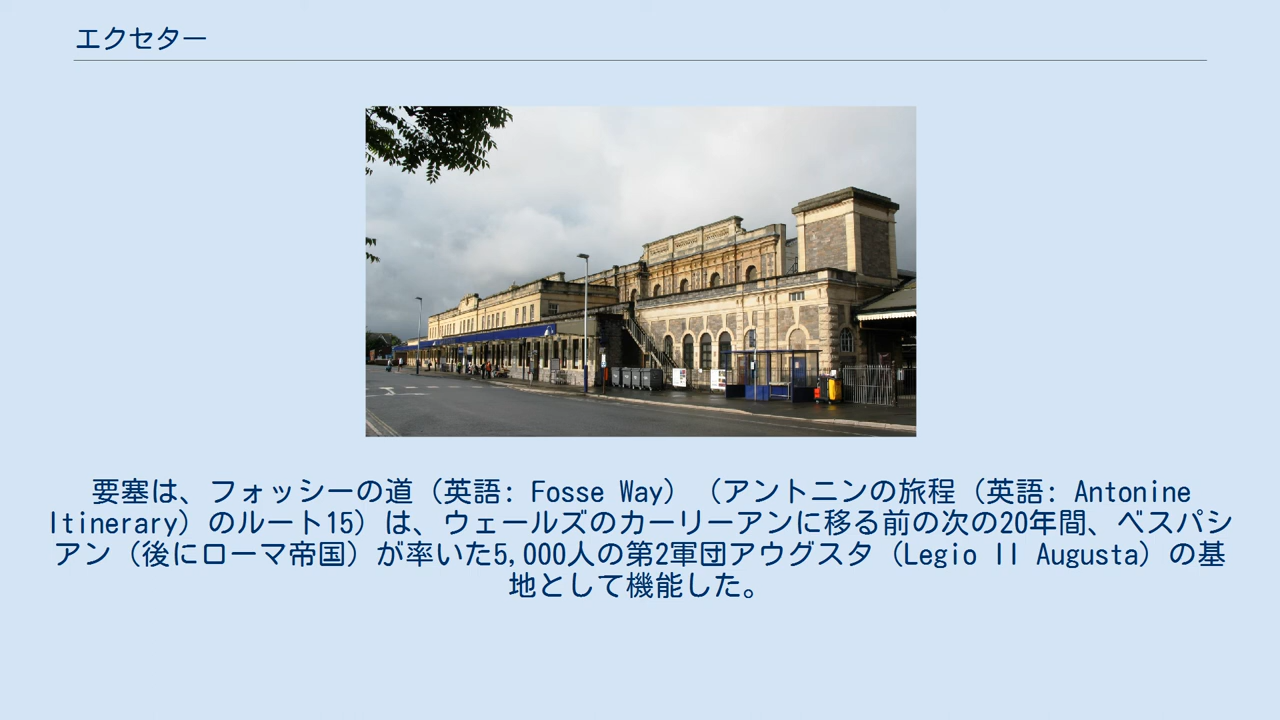 エクセター
要塞は、フォッシーの道（英語: Fosse Way）（アントニンの旅程（英語: Antonine
Itinerary）のルート15）は、ウェールズのカーリーアンに移る前の次の20年間、ベスパシ
アン（後にローマ帝国）が率いた5,000人の第2軍団アウグスタ（Legio II Augusta）の基
地として機能した。